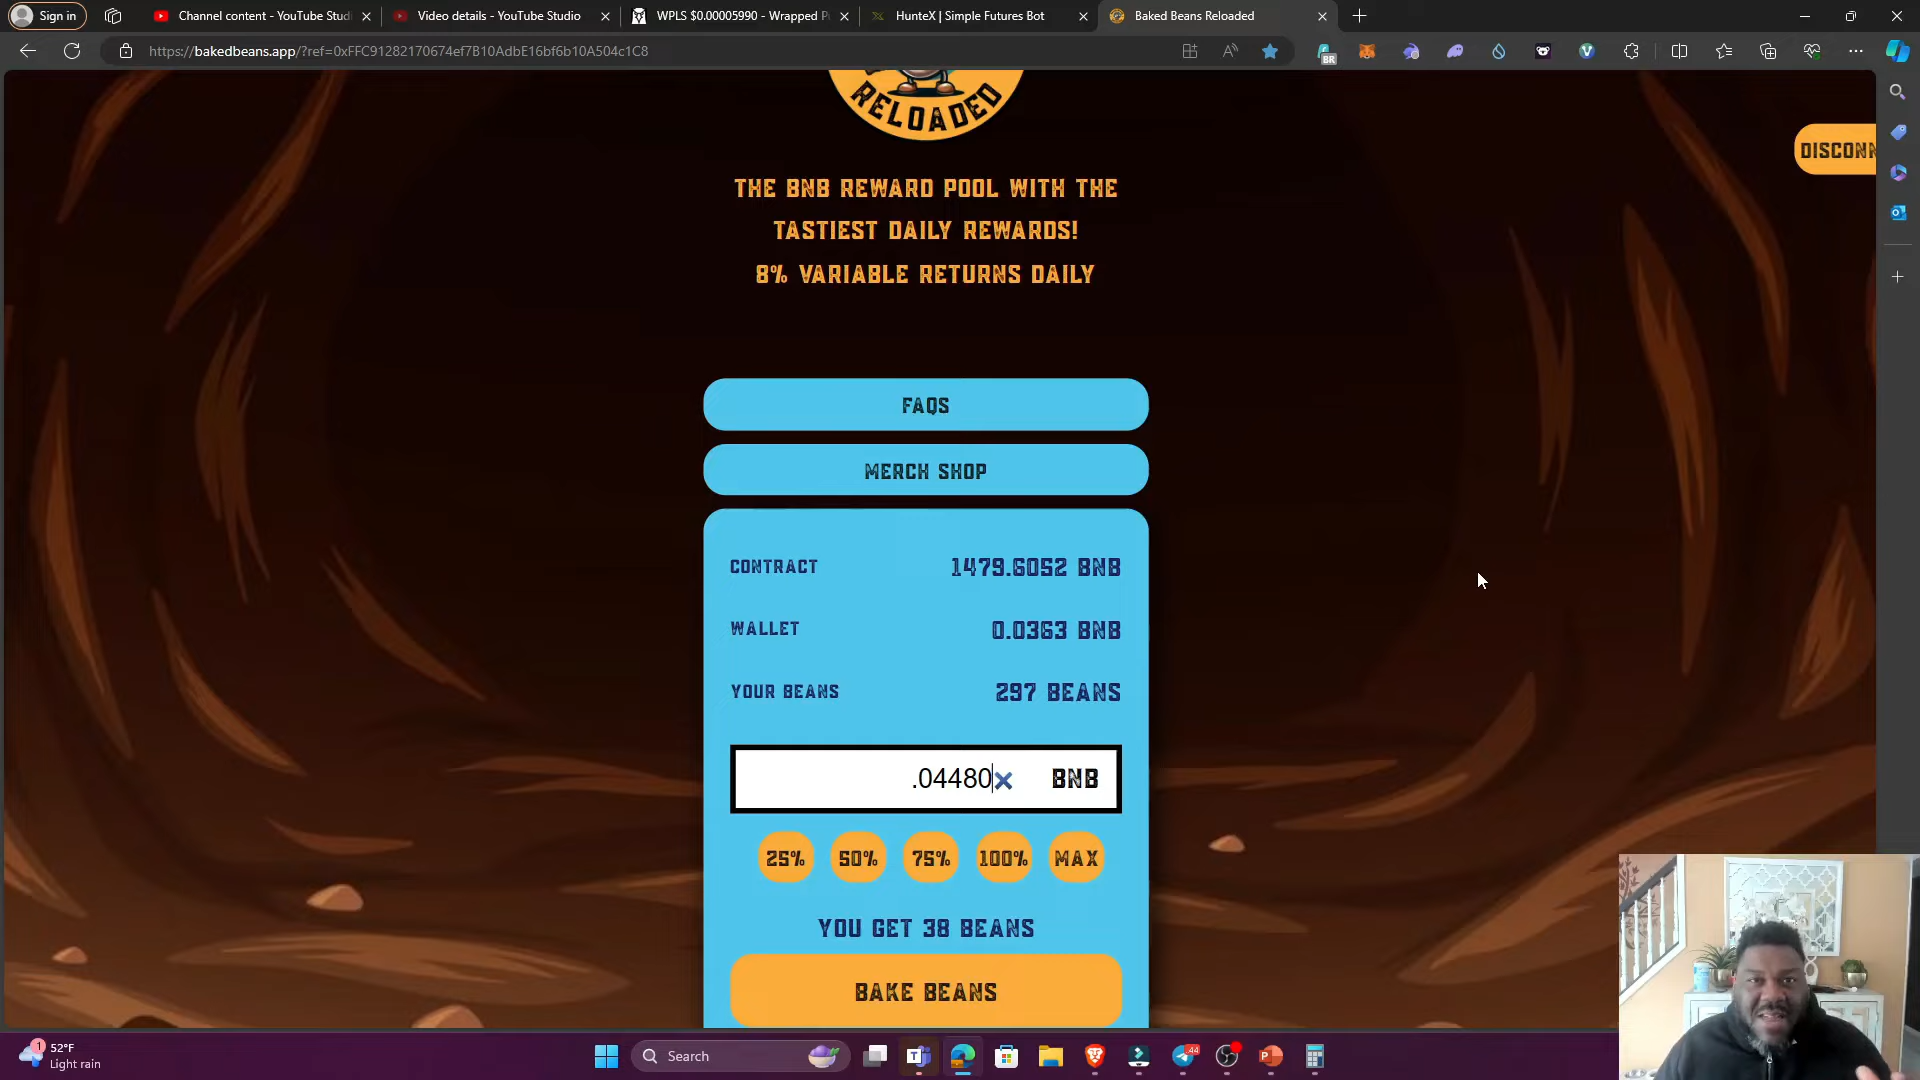 Sign in
Channel content - YouTube Studi
Video details - YouTube Studio
WPLS $0.00005990 - Wrapped P
HunteX | Simple Futures Bot
Baked Beans Reloaded
https://bakedbeans.app/?ref=0xFFC91282170674ef7B10AdbE16bf6b10A504c1C8
BR
RELOADED
DISCONN
THE BNB REWARD POOL WITH THE
TASTIEST DAILY REWARDS!
8% VARIABLE RETURNS DAILY
FAQS
MERCH SHOP
CONTRACT 1479.6052 BNB
WALLET 0.0363 BNB
YOUR BEANS 297 BEANS
.04480 BNB
25% 50% 75% 100% MAX
YOU GET 38 BEANS
BAKE BEANS
1
52°F
Light rain
Search
44